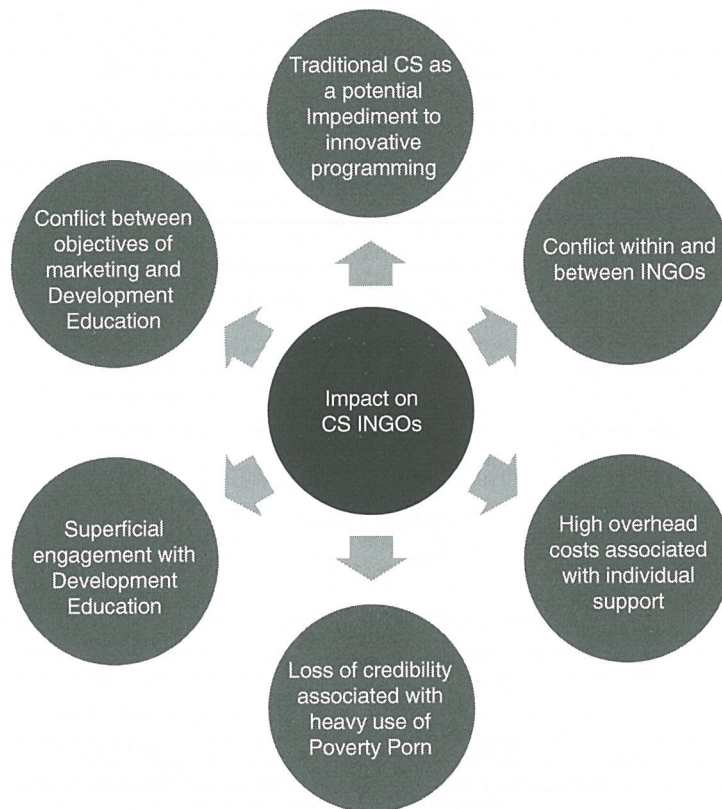 Traditional CS as
a potential
Impediment to
innovative
programming
Conflict between
objectives of
marketing and
Development
Education
Conflict within and
between INGOs
Impact on
CS INGOs
Superficial
engagement with
Development
Education
High overhead
costs associated
with individual
support
Loss of credibility
associated with
heavy use of
Poverty Porn